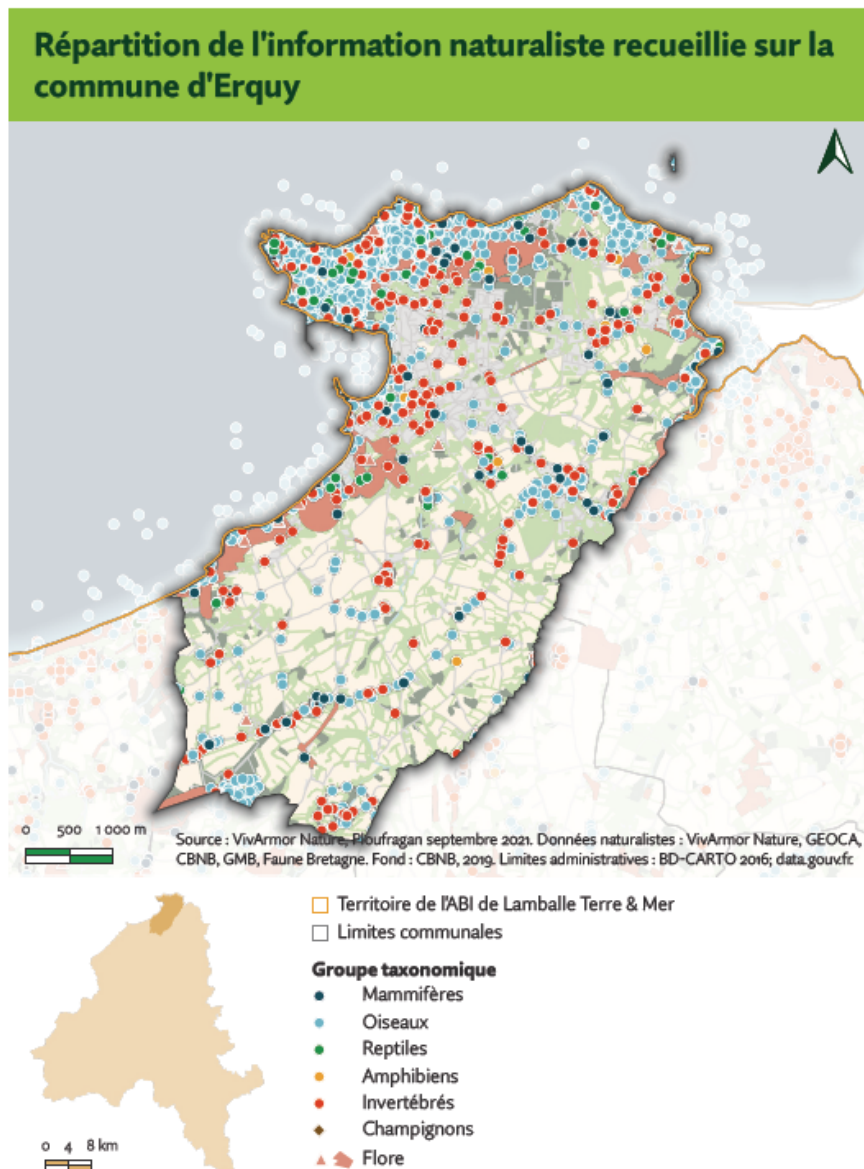 Répartition de l'information naturaliste recueillie sur la
commune d'Erquy
0 500 1 000 m
Source : VivArmor Nature, Ploufragan septembre 2021. Données naturalistes : VivArmor Nature, GEOCA,
CBNB, GMB, Faune Bretagne. Fond : CBNB, 2019. Limites administratives : BD-CARTO 2016; data.gouv.fr.
Territoire de l'ABI de Lamballe Terre & Mer
Limites communales
Groupe taxonomique
Mammifères
Oiseaux
Reptiles
Amphibiens
Invertébrés
Champignons
Flore
0 4 8 km